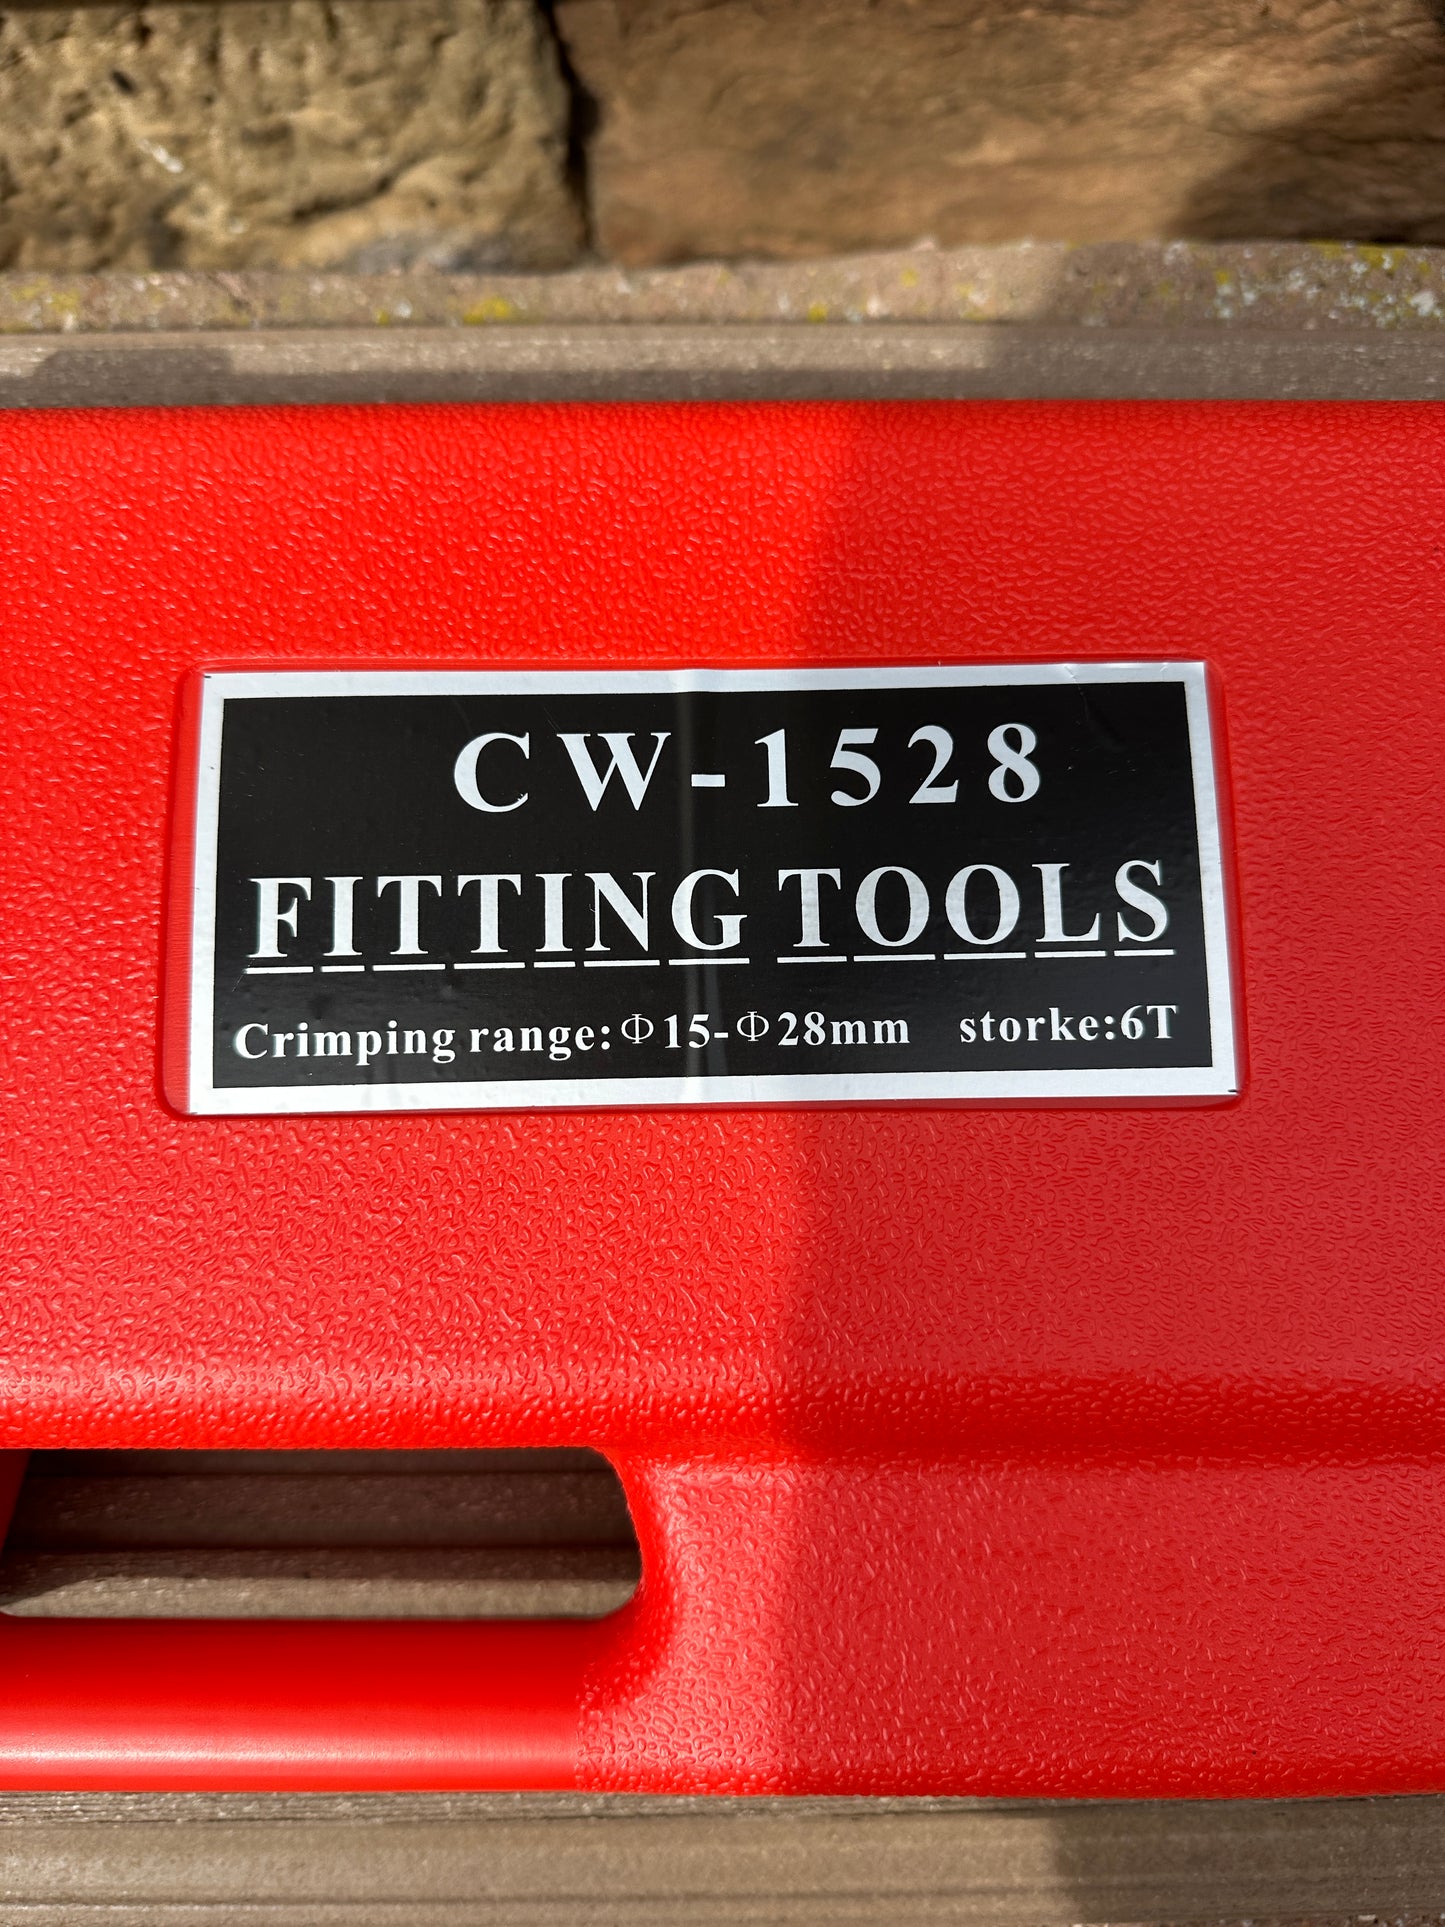 CW-1528
FITTING TOOLS
Crimping range:Φ15-Φ28mm storke:6T